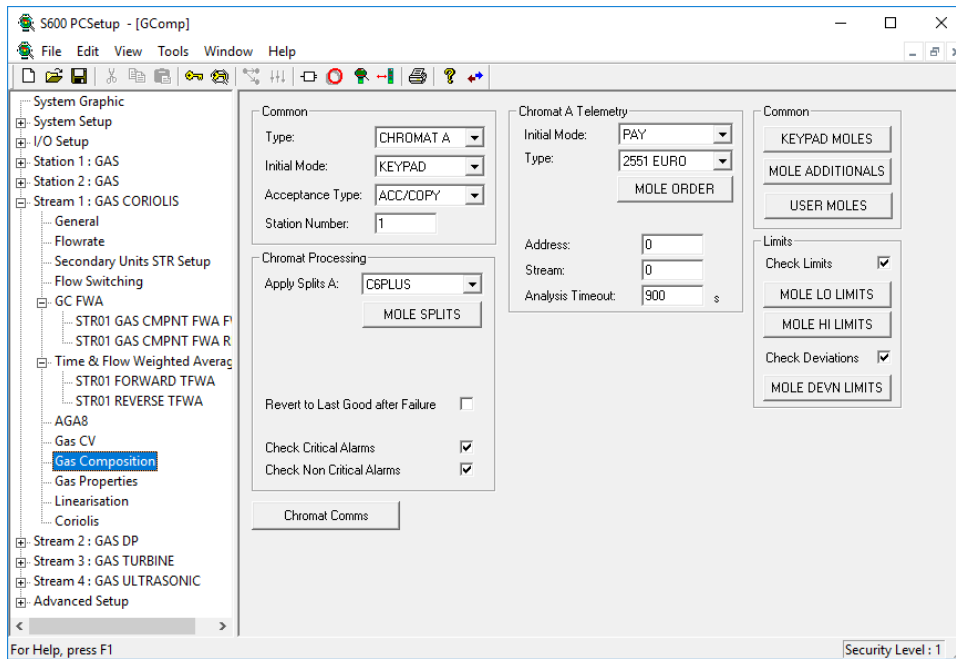 S600 PCSetup - [GComp]
File Edit View Tools Window Help
System Graphic
System Setup
I/O Setup
Station 1 : GAS
Station 2 : GAS
Stream 1 : GAS CORIOLIS
General
Flowrate
Secondary Units STR Setup
Flow Switching
GC FWA
STR01 GAS CMPNT FWA F
STR01 GAS CMPNT FWA R
Time & Flow Weighted Averag
STR01 FORWARD TFWA
STR01 REVERSE TFWA
AGA8
Gas CV
Gas Composition
Gas Properties
Linearisation
Coriolis
Stream 2 : GAS DP
Stream 3 : GAS TURBINE
Stream 4 : GAS ULTRASONIC
Advanced Setup
Common
Type: CHROMAT A
Initial Mode: KEYPAD
Acceptance Type: ACC/COPY
Station Number: 1
Chromat Processing
Apply Splits A: C6PLUS
MOLE SPLITS
Revert to Last Good after Failure
Check Critical Alarms
Check Non Critical Alarms
Chromat Comms
Chromat A Telemetry
Initial Mode: PAY
Type: 2551 EURO
MOLE ORDER
Address: 0
Stream: 0
Analysis Timeout: 900 s
Common
KEYPAD MOLES
MOLE ADDITIONALS
USER MOLES
Limits
Check Limits
MOLE LO LIMITS
MOLE HI LIMITS
Check Deviations
MOLE DEVN LIMITS
For Help, press F1
Security Level : 1